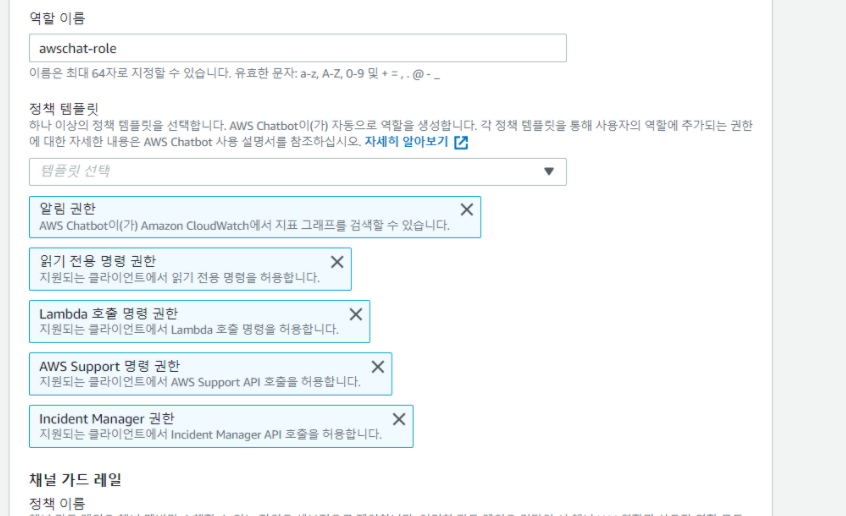 역할 이름
awschat-role
이름은 최대 64자로 지정할 수 있습니다. 유효한 문자: a-z, A-Z, 0-9 및 + = , . @ - _
정책 템플릿
하나 이상의 정책 템플릿을 선택합니다. AWS Chatbot이(가) 자동으로 역할을 생성합니다. 각 정책 템플릿을 통해 사용자의 역할에 추가되는 권한
에 대한 자세한 내용은 AWS Chatbot 사용 설명서를 참조하십시오. 자세히 알아보기
템플릿 선택
알림 권한
AWS Chatbot이(가) Amazon CloudWatch에서 지표 그래프를 검색할 수 있습니다.
읽기 전용 명령 권한
지원되는 클라이언트에서 읽기 전용 명령을 허용합니다.
Lambda 호출 명령 권한
지원되는 클라이언트에서 Lambda 호출 명령을 허용합니다.
AWS Support 명령 권한
지원되는 클라이언트에서 AWS Support API 호출을 허용합니다.
Incident Manager 권한
지원되는 클라이언트에서 Incident Manager API 호출을 허용합니다.
채널 가드 레일
정책 이름